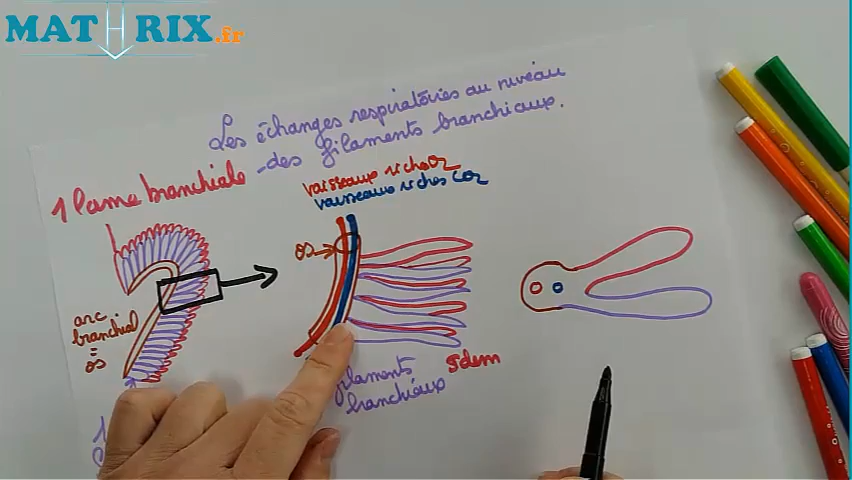 MATHRIX.fr
Les échanges respiratoires au niveau
des filaments branchiaux.
1 lame branchiale
vaisseaux riches O2
vaisseaux riches CO2
os
arc
branchial
=
os
filaments
branchiaux